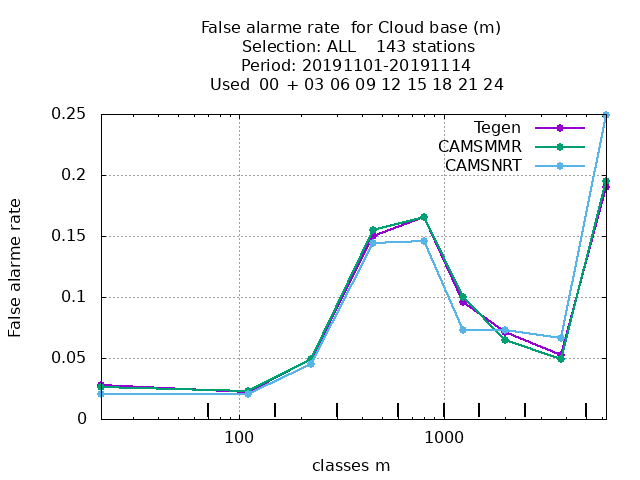 False alarme rate  for Cloud base (m)
Selection: ALL    143 stations
Period: 20191101-20191114
Used  00 + 03 06 09 12 15 18 21 24
0.25
0.2
0.15
0.1
0.05
0
False alarme rate
Tegen
CAMSMMR
CAMSNRT
100
1000
classes m